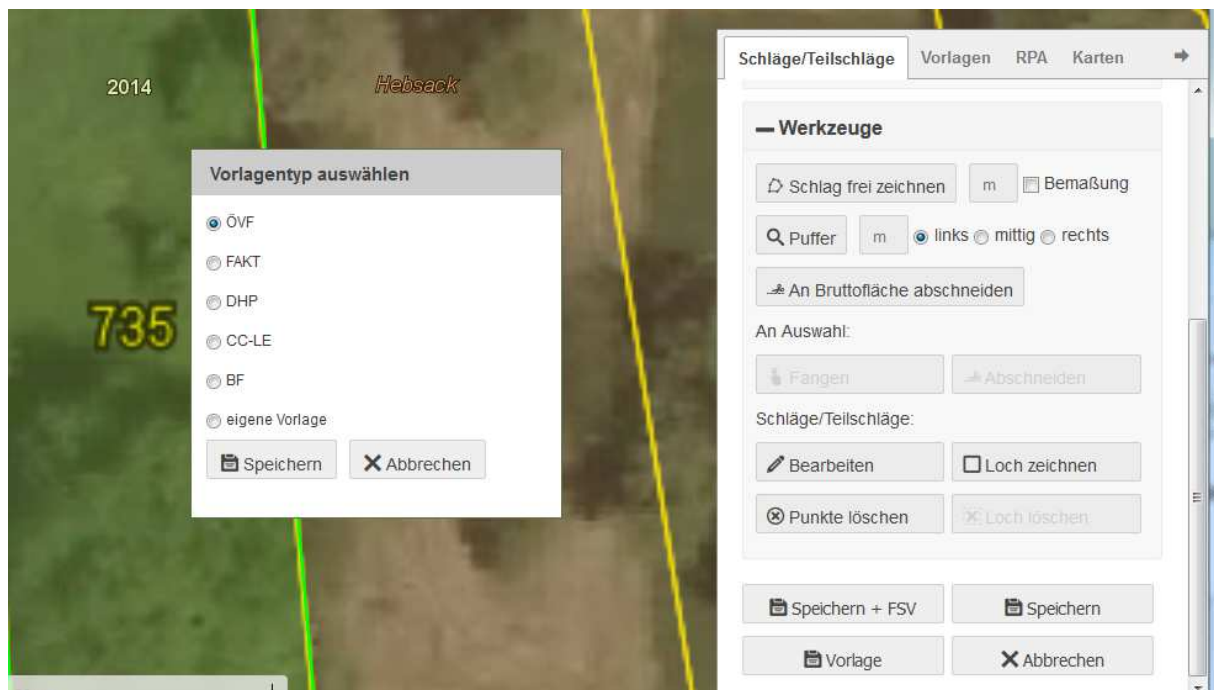 2014
Hebsack
735
Vorlagentyp auswählen
ÖVF
FAKT
DHP
CC-LE
BF
eigene Vorlage
Speichern Abbrechen
Schläge/Teilschläge Vorlagen RPA Karten
Werkzeuge
Schlag frei zeichnen m Bemaßung
Puffer m links mittig rechts
An Bruttofläche abschneiden
An Auswahl:
Fangen Abschneiden
Schläge/Teilschläge:
Bearbeiten Loch zeichnen
Punkte löschen Loch löschen
Speichern + FSV Speichern
Vorlage Abbrechen